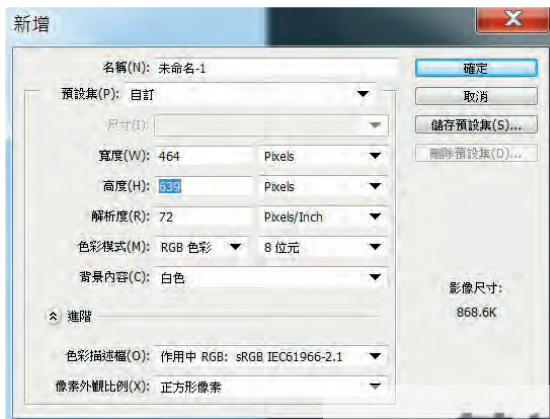 新增
名稱(N): 未命名-1
確定
預設集(P): 自訂
取消
尺寸(I):
儲存預設集(S)...
寬度(W): 464 Pixels
刪除預設集(D)...
高度(H): 639 Pixels
解析度(R): 72 Pixels/Inch
色彩模式(M): RGB 色彩 8 位元
背景內容(C): 白色
影像尺寸:
進階
868.6K
色彩描述檔(O): 作用中 RGB: sRGB IEC61966-2.1
像素外觀比例(X): 正方形像素